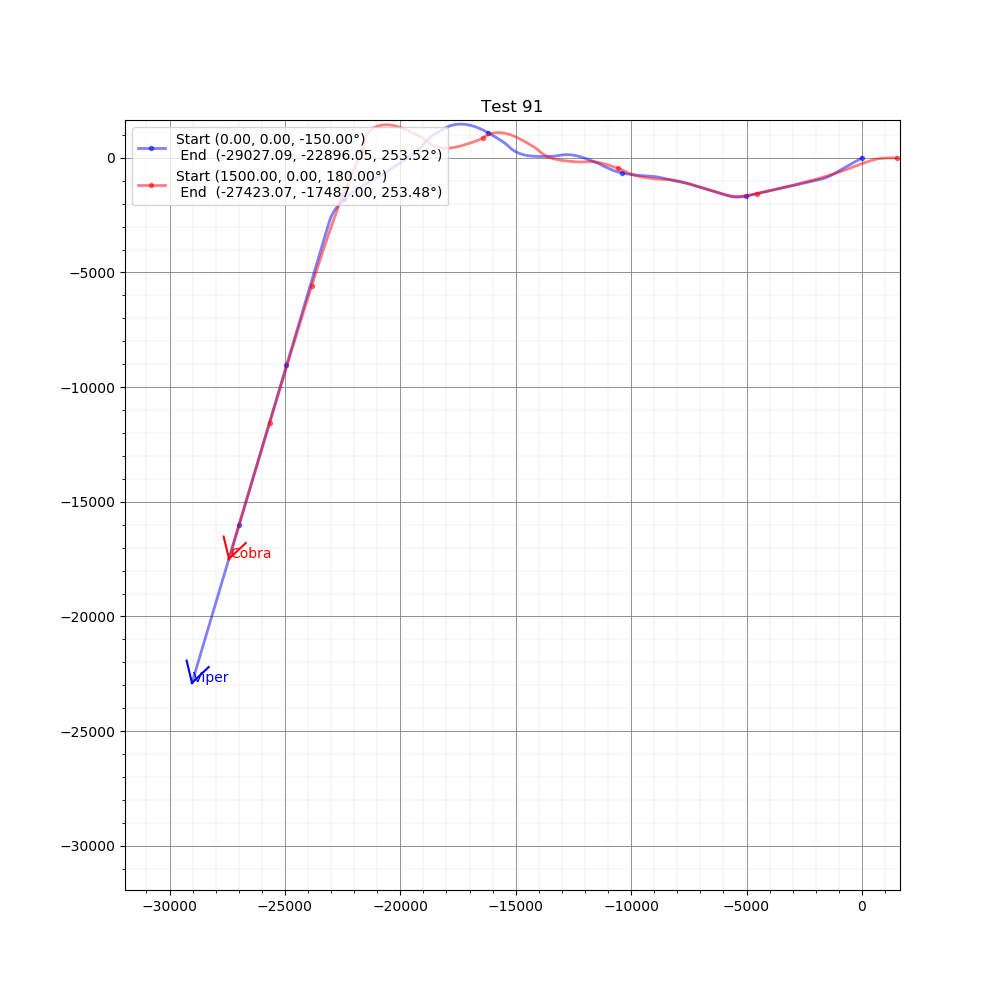 Test 91
Start (0.00, 0.00, -150.00°)
End (-29027.09, -22896.05, 253.52°)
Start (1500.00, 0.00, 180.00°)
End (-27423.07, -17487.00, 253.48°)
0
−5000
−10000
−15000
−20000
−25000
−30000
Cobra
Viper
−30000
−25000
−20000
−15000
−10000
−5000
0